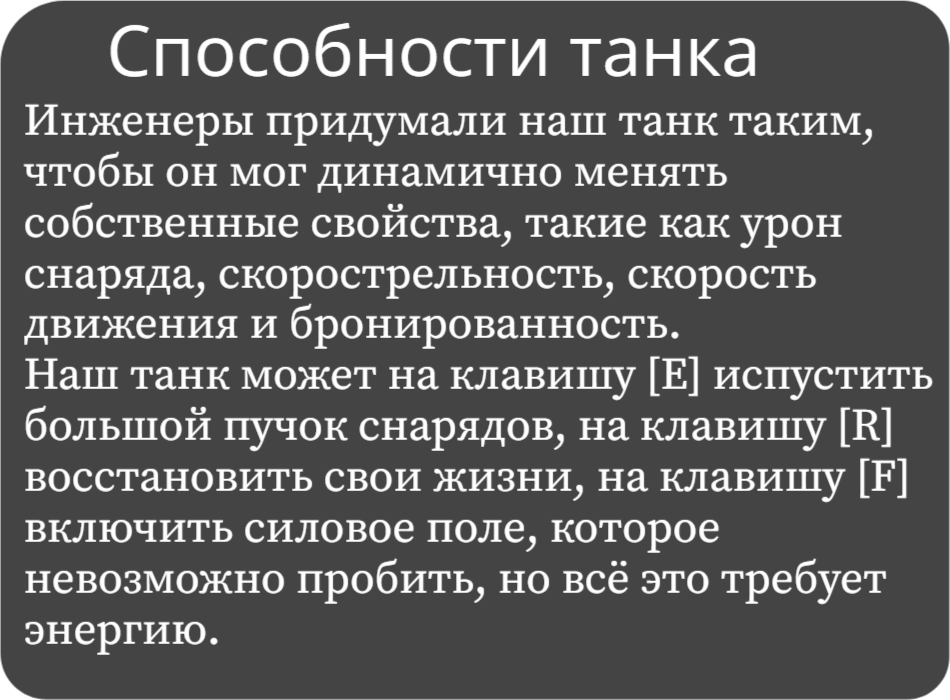 Способности танка
Инженеры придумали наш танк таким,
чтобы он мог динамично менять
собственные свойства, такие как урон
снаряда, скорострельность, скорость
движения и бронированность.
Наш танк может на клавишу [E] испустить
большой пучок снарядов, на клавишу [R]
восстановить свои жизни, на клавишу [F]
включить силовое поле, которое
невозможно пробить, но всё это требует
энергию.